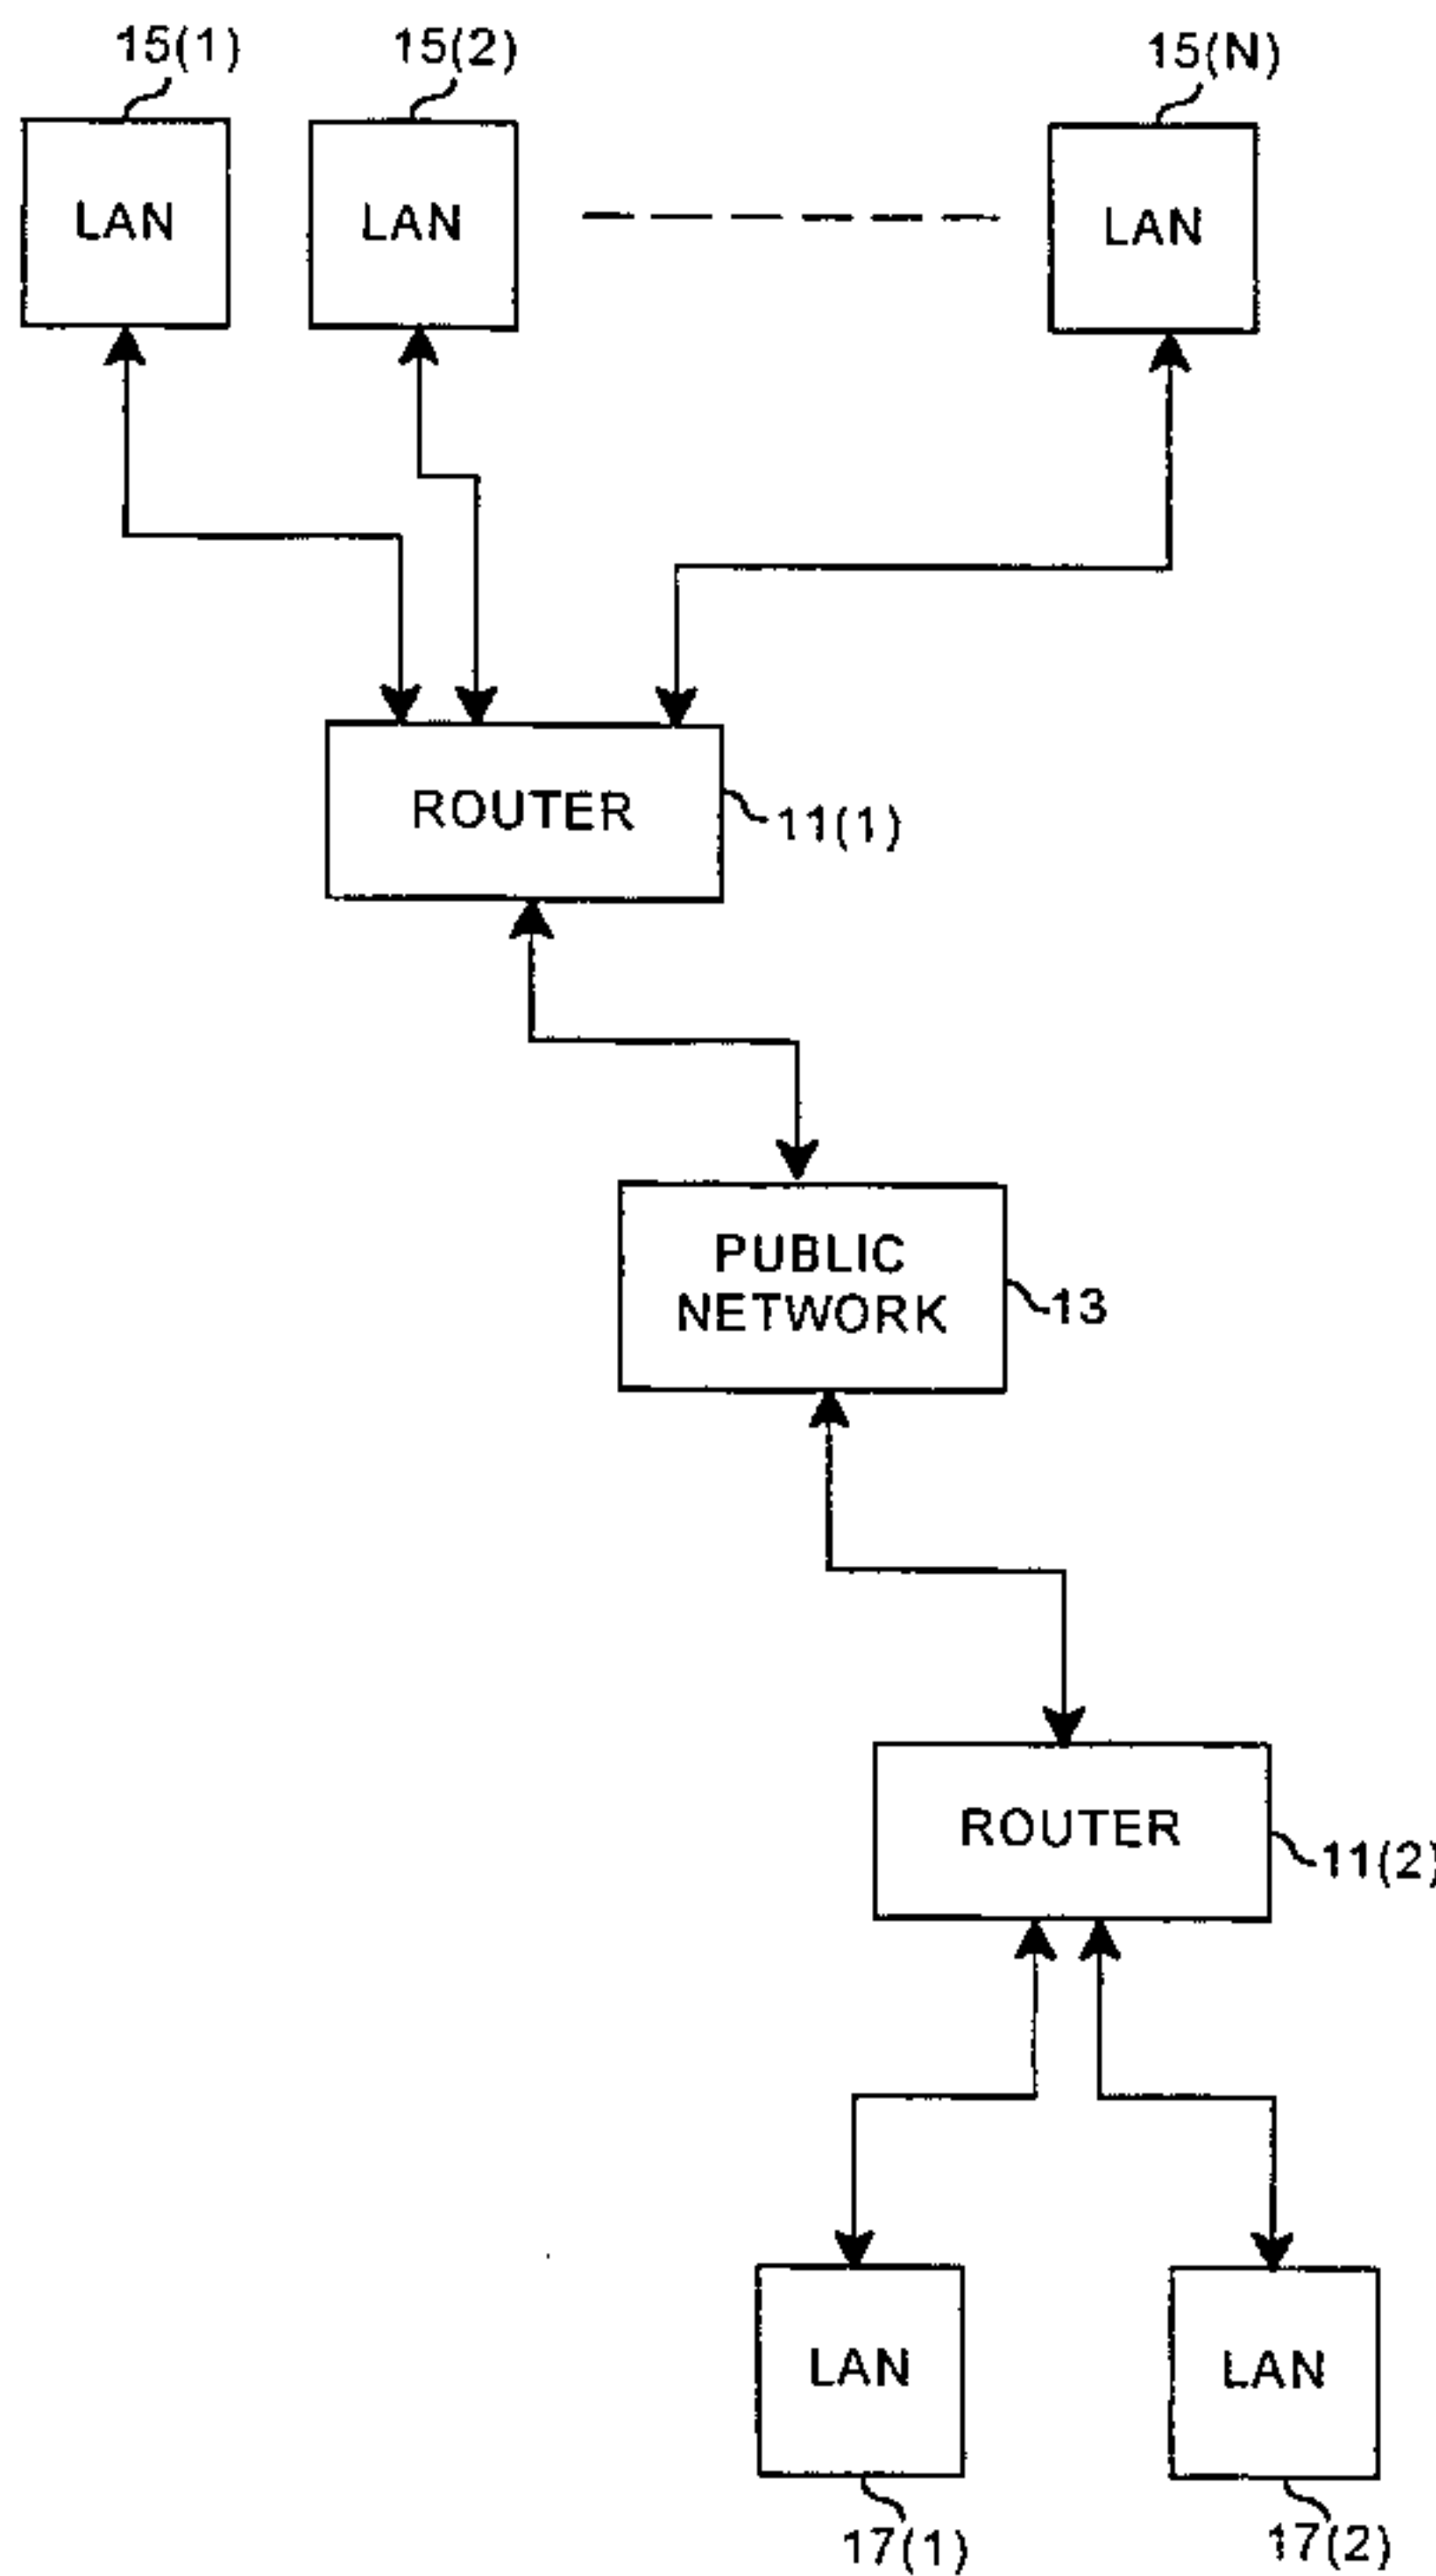 15(1)
15(2)
15(N)
LAN
LAN
LAN
ROUTER
11(1)
PUBLIC
NETWORK
13
ROUTER
11(2)
LAN
LAN
17(1)
17(2)